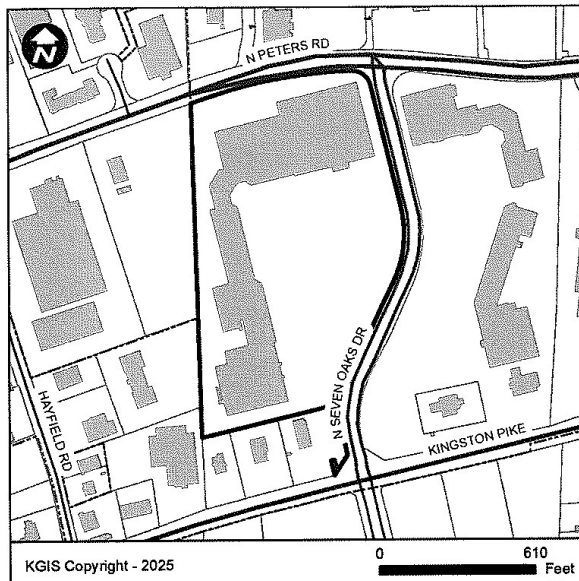 N
N PETERS RD
HAYFIELD RD
N SEVEN OAKS DR
KINGSTON PIKE
KGIS Copyright - 2025
0 610
Feet